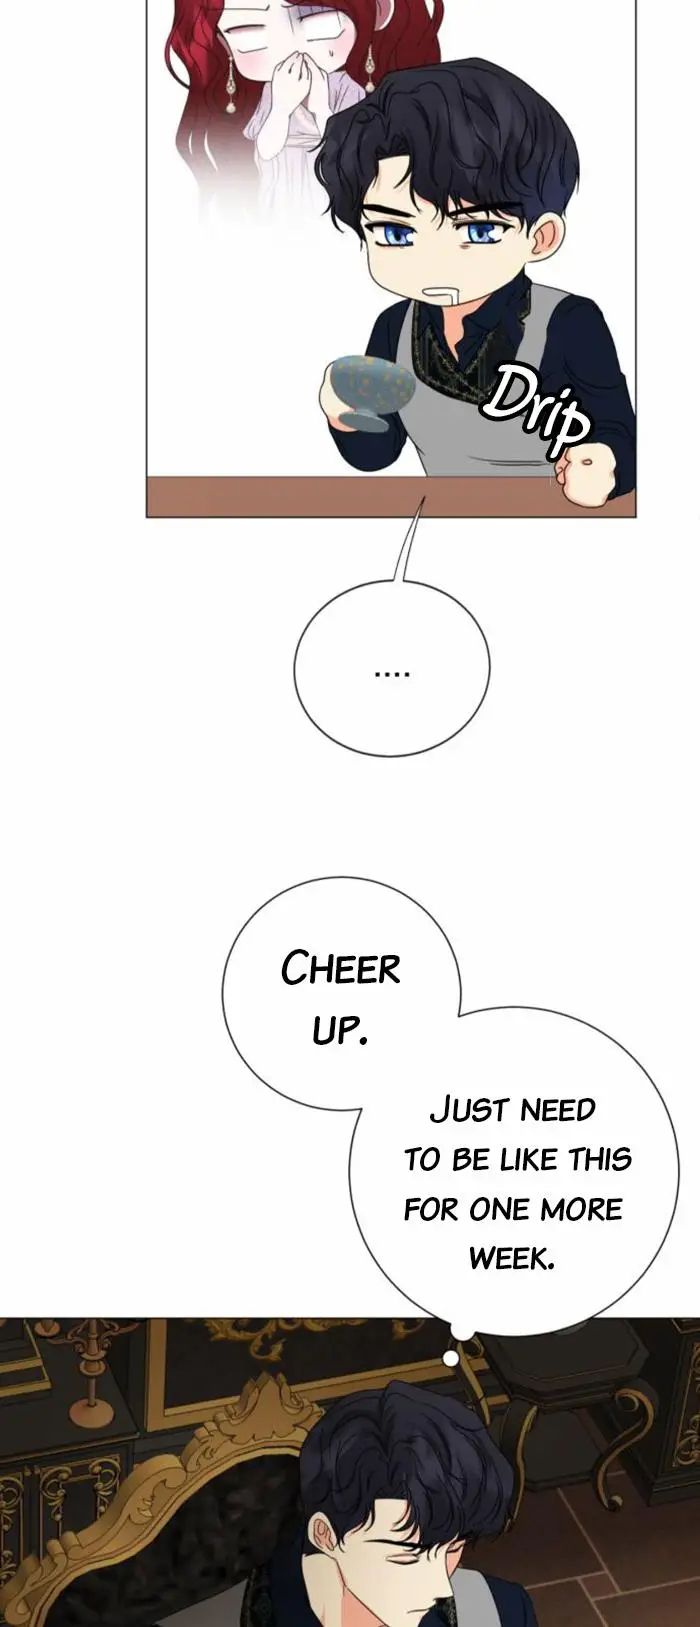 Drip
....
CHEER
UP.
JUST NEED
TO BE LIKE THIS
FOR ONE MORE
WEEK.